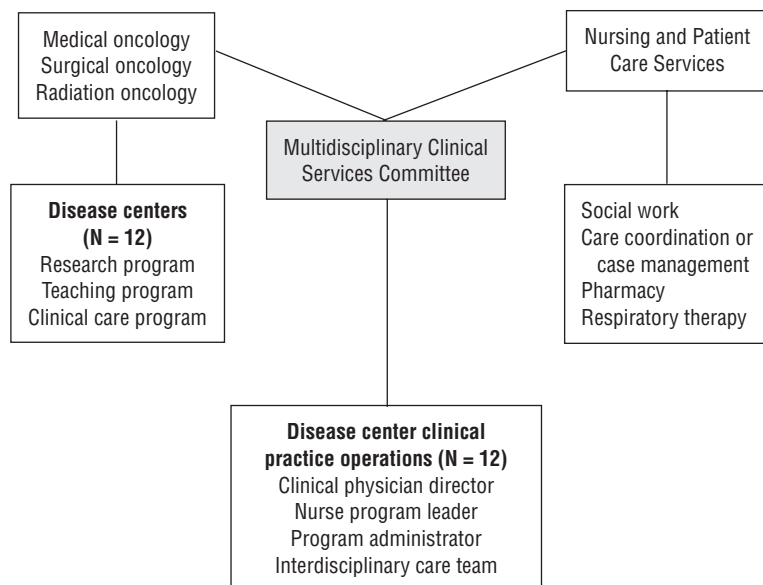 Medical oncology
Surgical oncology
Radiation oncology
Nursing and Patient
Care Services
Multidisciplinary Clinical
Services Committee
Disease centers
(N = 12)
Research program
Teaching program
Clinical care program
Social work
Care coordination or
case management
Pharmacy
Respiratory therapy
Disease center clinical
practice operations (N = 12)
Clinical physician director
Nurse program leader
Program administrator
Interdisciplinary care team